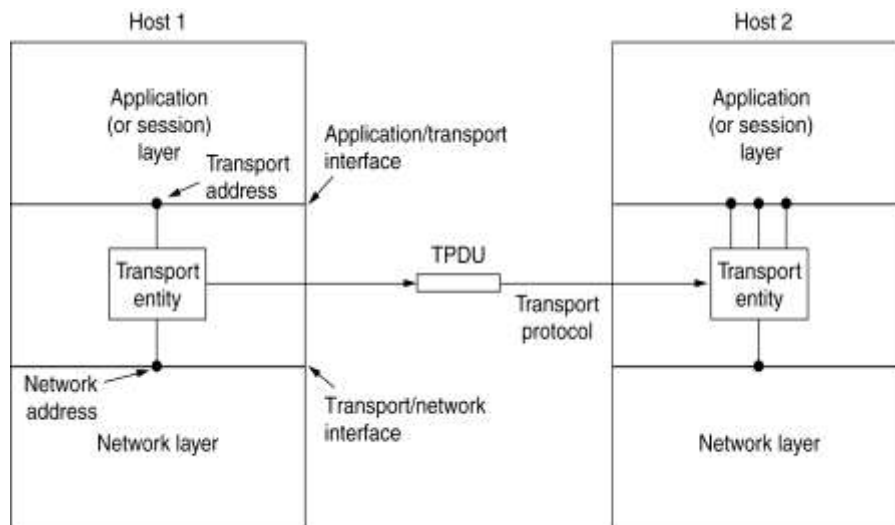 Host 1
Host 2
Application
(or session)
layer
Application/transport
interface
Transport
address
Application
(or session)
layer
Transport
entity
TPDU
Transport
protocol
Transport
entity
Network
address
Transport/network
interface
Network layer
Network layer